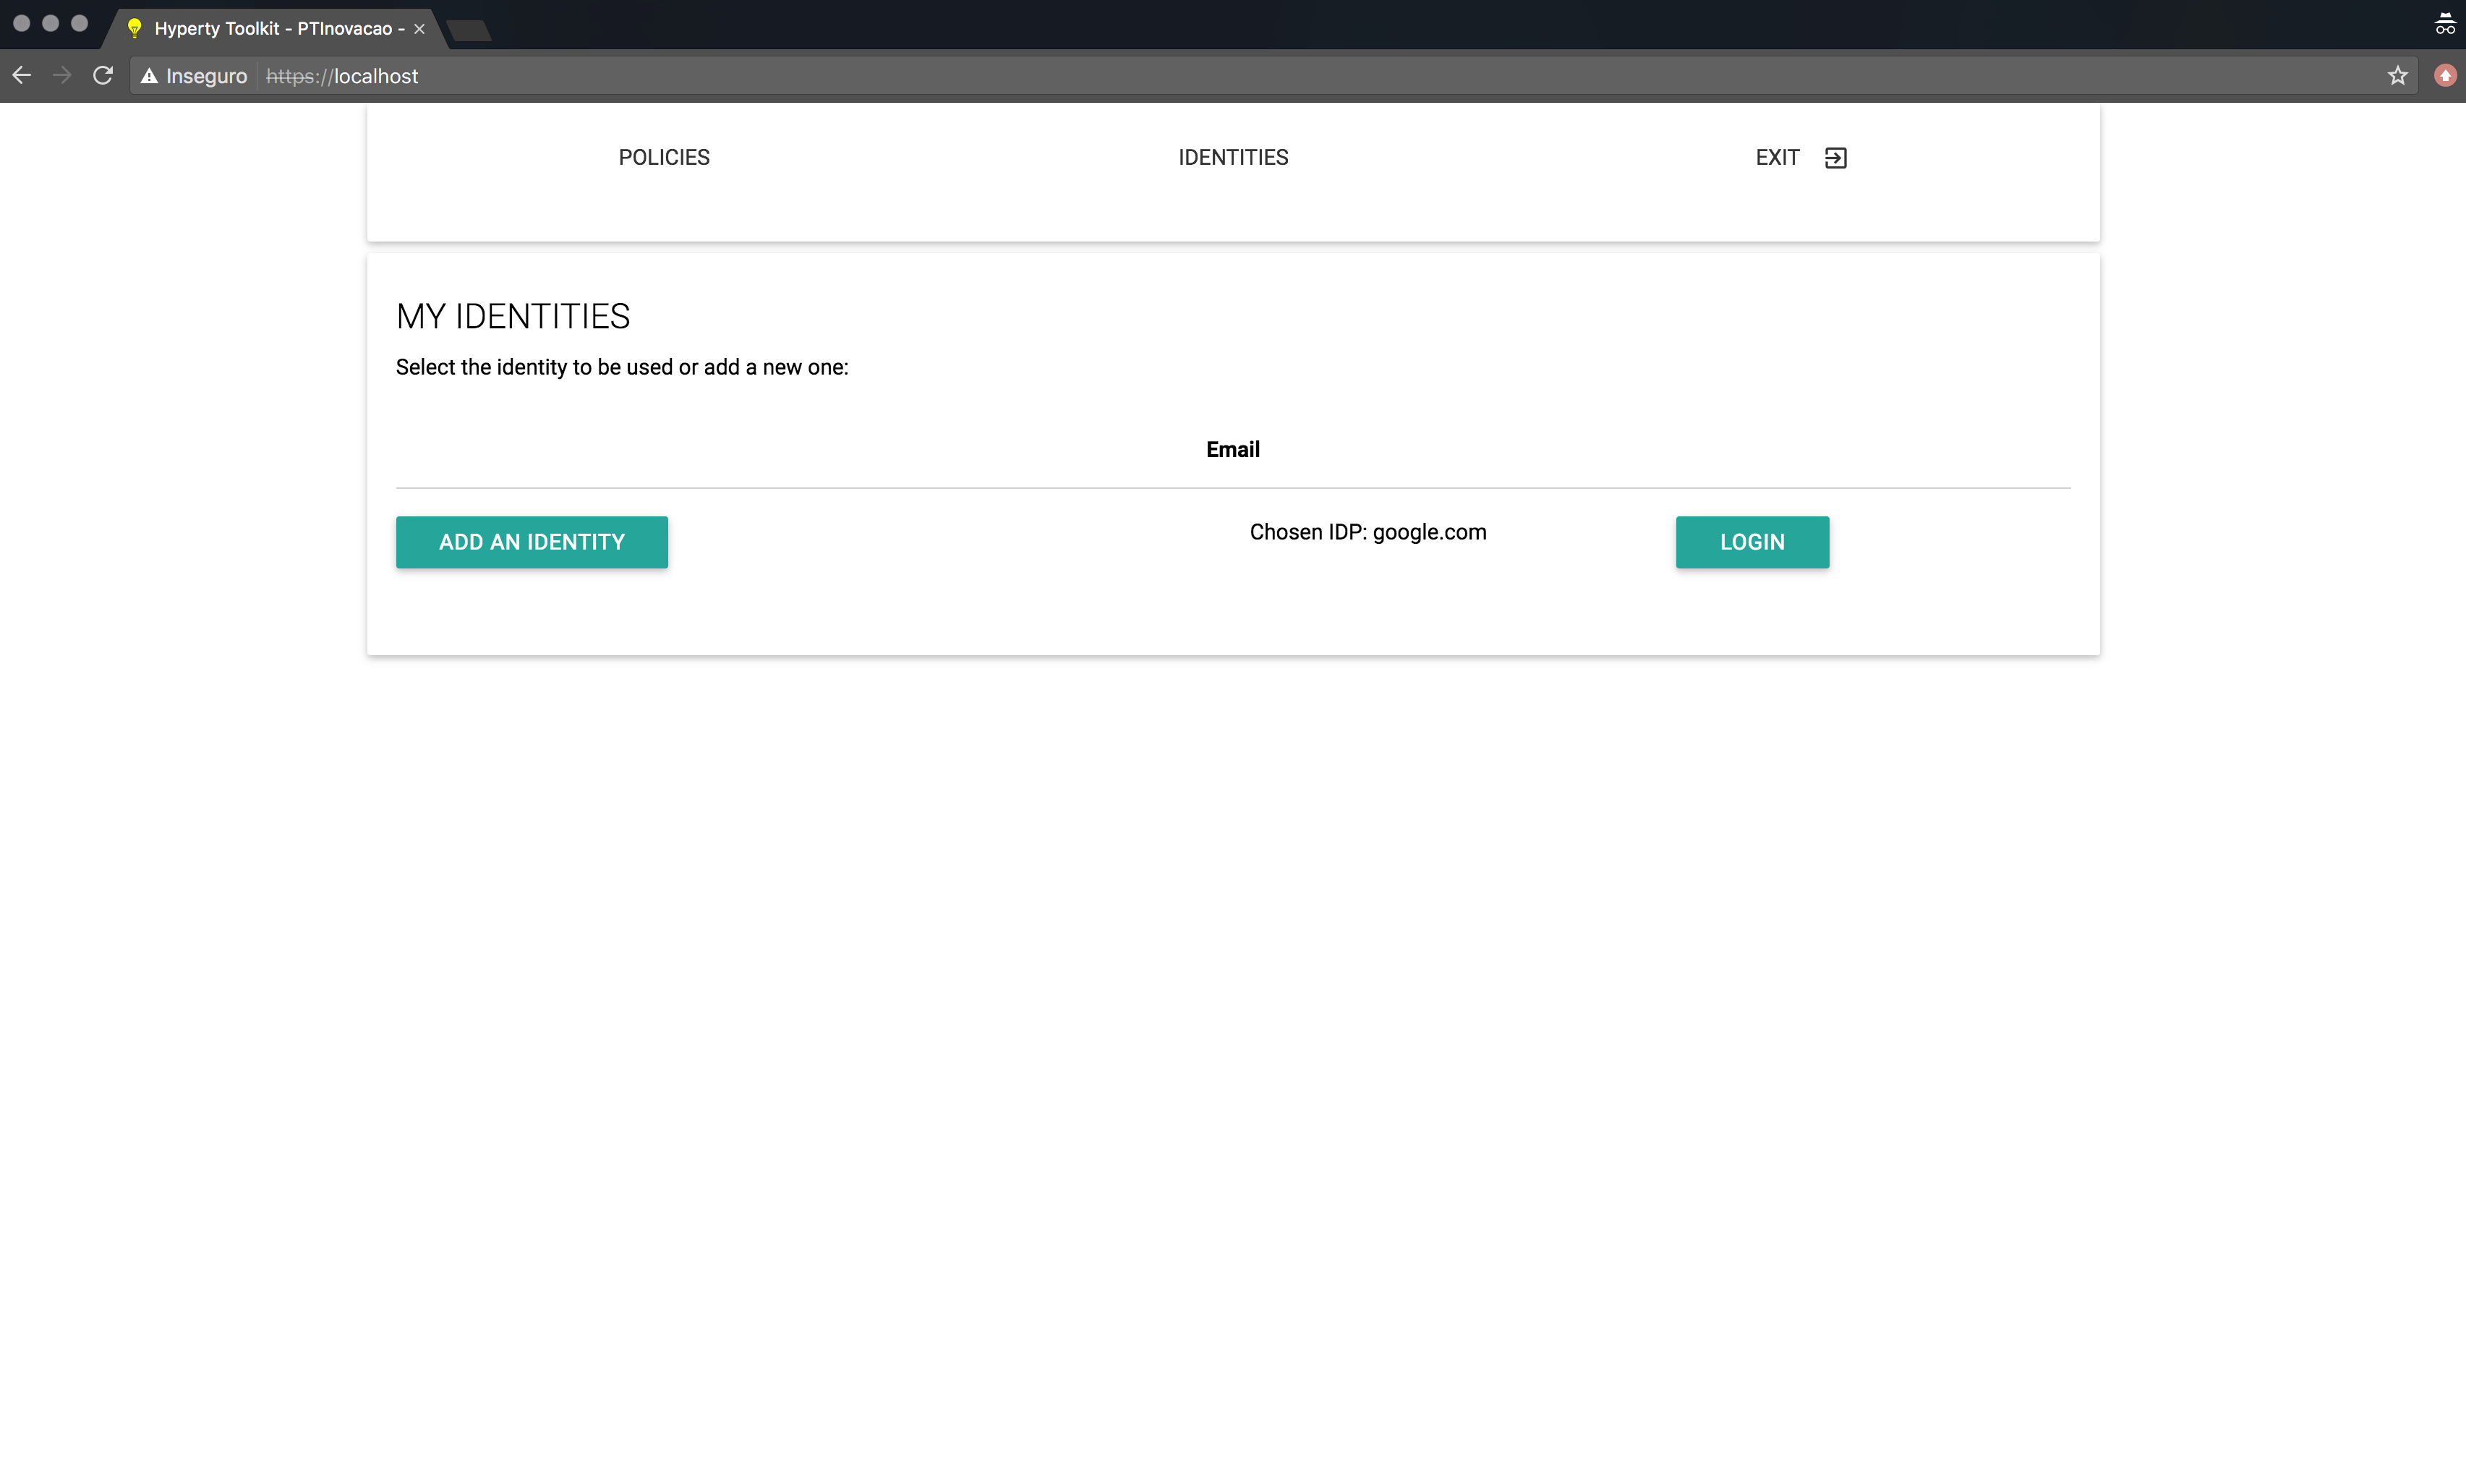 Hyperty Toolkit - PTInovacao -
Inseguro https://localhost
POLICIES IDENTITIES EXIT
MY IDENTITIES
Select the identity to be used or add a new one:
Email
ADD AN IDENTITY Chosen IDP: google.com LOGIN